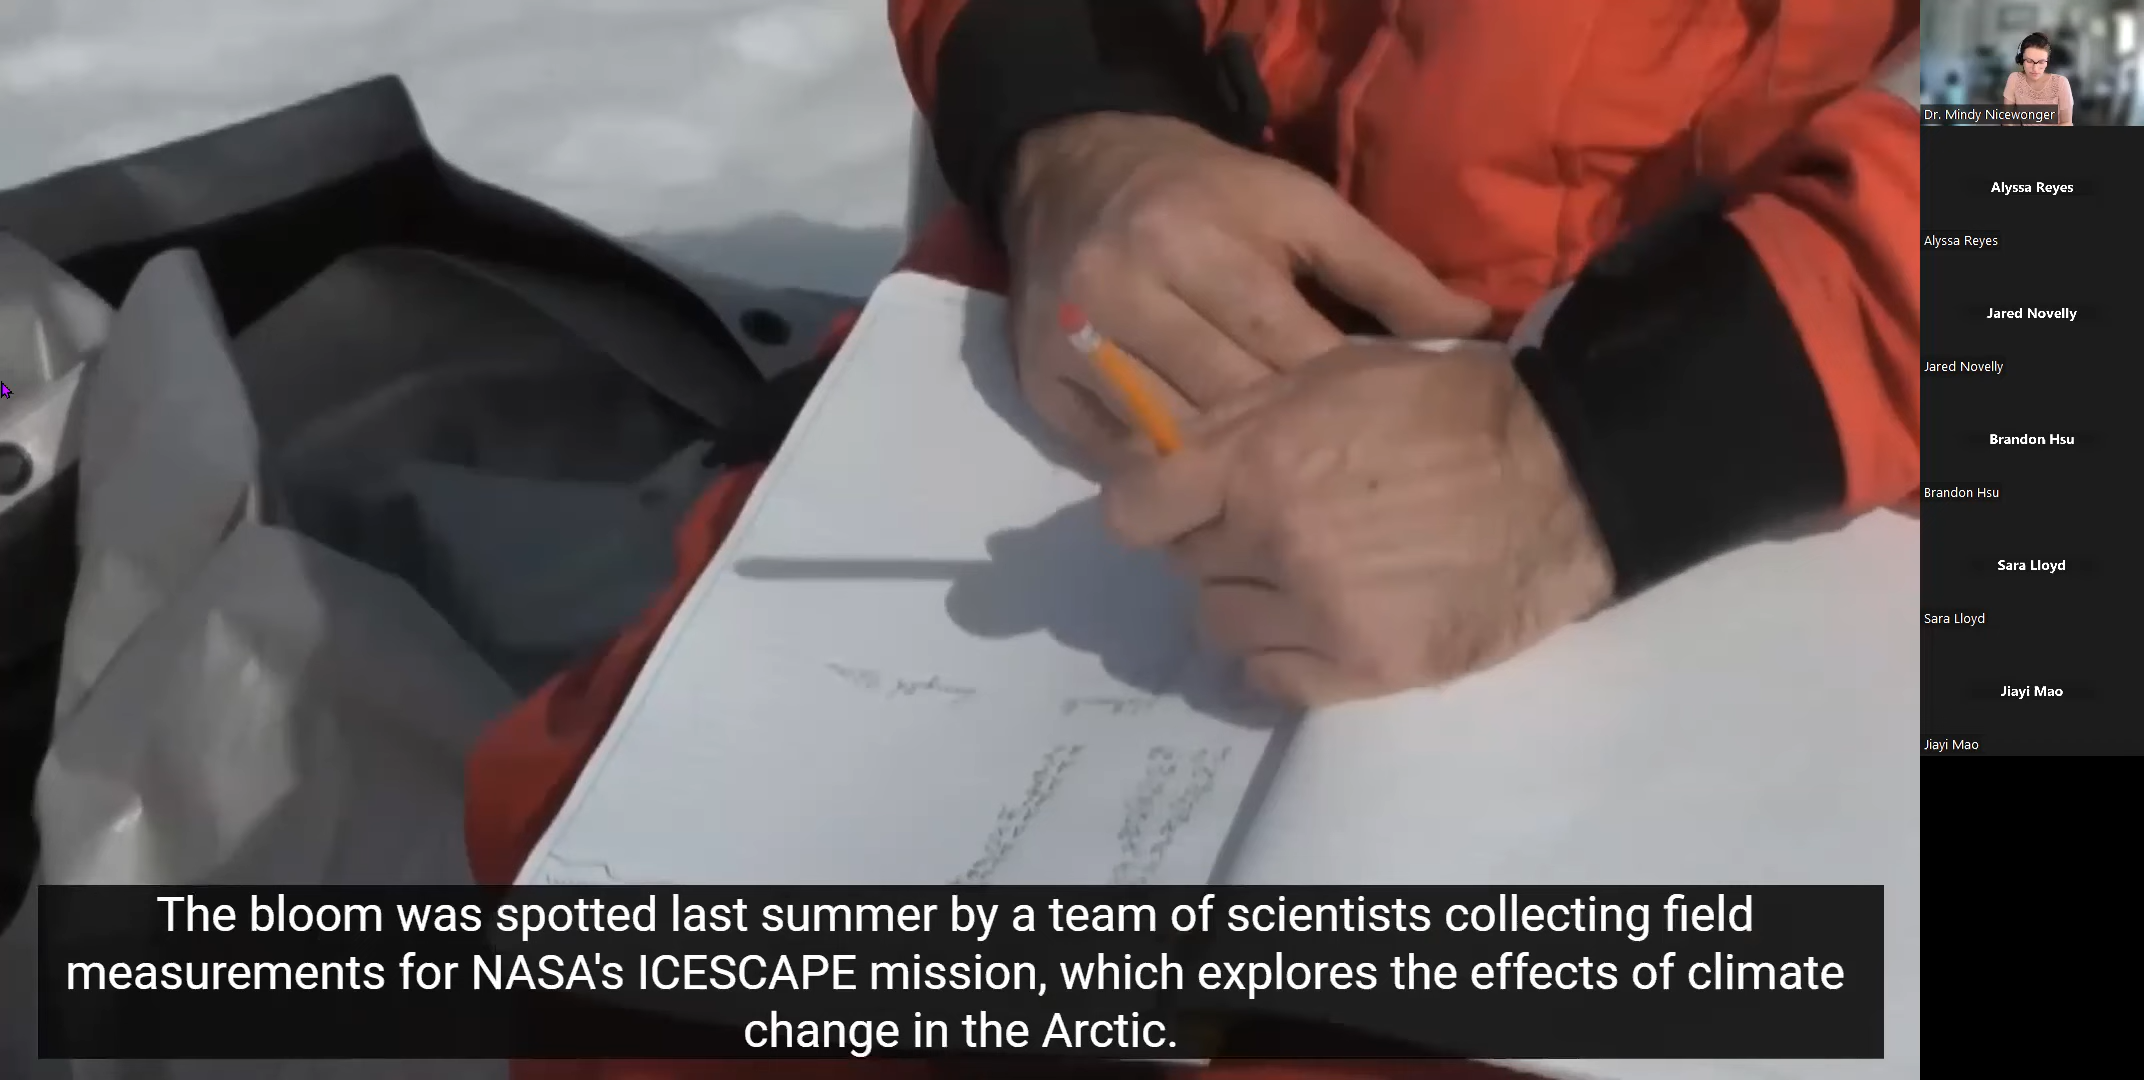 Dr. Mindy Nicewonger
Alyssa Reyes
Alyssa Reyes
Jared Novelly
Jared Novelly
Brandon Hsu
Brandon Hsu
Sara Lloyd
Sara Lloyd
Jiayi Mao
Jiayi Mao
The bloom was spotted last summer by a team of scientists collecting field
measurements for NASA's ICESCAPE mission, which explores the effects of climate
change in the Arctic.